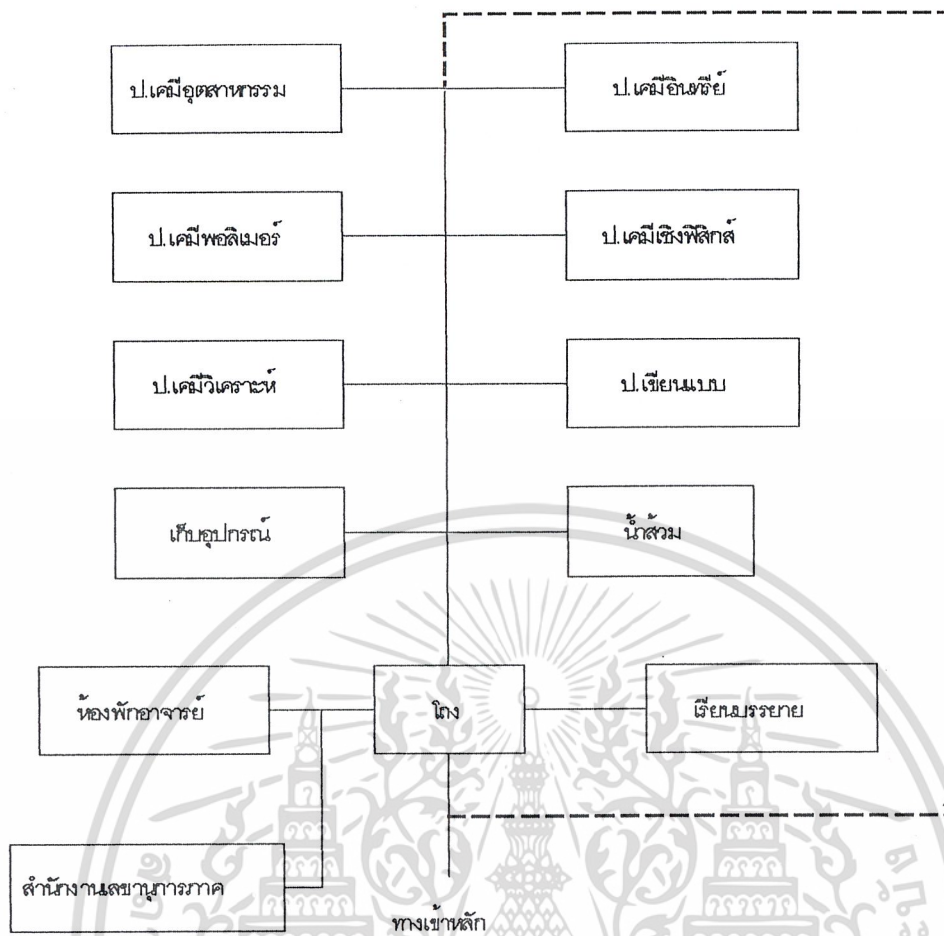 ป.เคมีอุตสาหกรรม
ป.เคมีอินทรีย์
ป.เคมีพอลิเมอร์
ป.เคมีเชิงฟิสิกส์
ป.เคมีวิเคราะห์
ป.เขียนแบบ
เก็บอุปกรณ์
น้ำส้วม
ห้องพักอาจารย์
โถง
เรียนบรรยาย
สำนักงานเลขานุการภาค
ทางเข้าหลัก